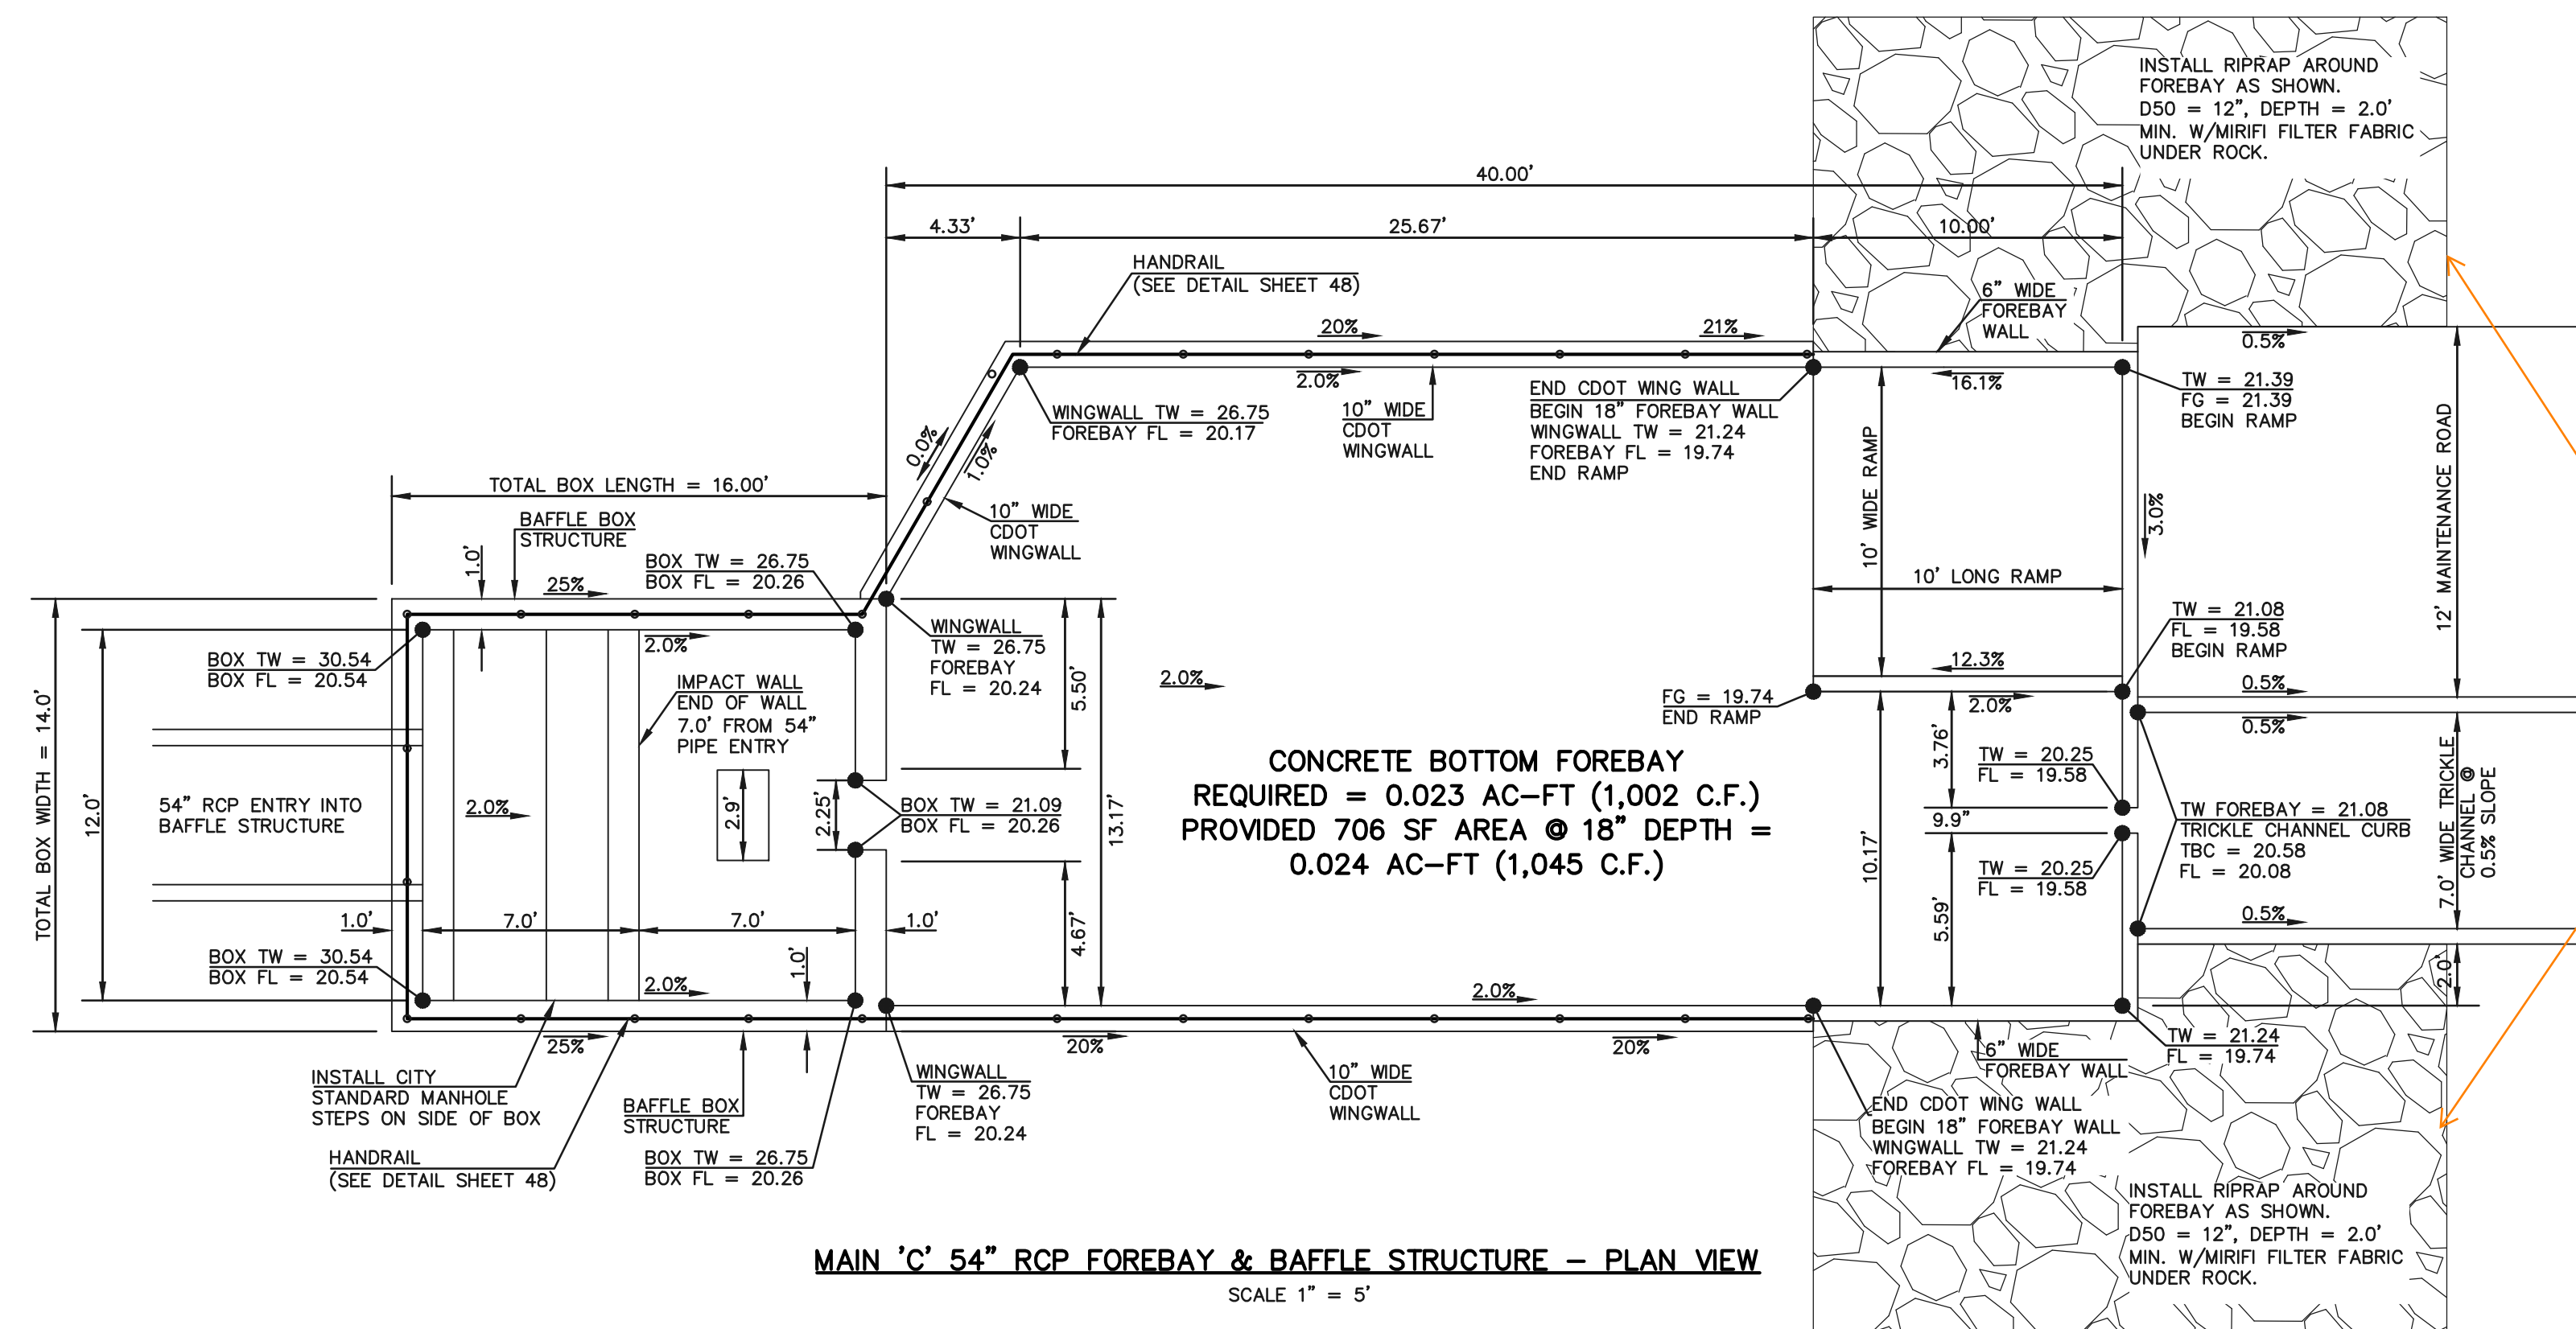 INSTALL RIPRAP AROUND
FOREBAY AS SHOWN.
D50 = 12", DEPTH = 2.0'
MIN. W/MIRIFI FILTER FABRIC
UNDER ROCK.
40.00'
4.33'
25.67'
10.00'
HANDRAIL
(SEE DETAIL SHEET 48)
6" WIDE
FOREBAY
WALL
20%
21%
0.5%
2.0%
16.1%
END CDOT WING WALL
BEGIN 18" FOREBAY WALL
WINGWALL TW = 21.24
FOREBAY FL = 19.74
END RAMP
10" WIDE
CDOT
WINGWALL
WINGWALL TW = 26.75
FOREBAY FL = 20.17
TW = 21.39
FG = 21.39
BEGIN RAMP
0.0%
1.0%
10' WIDE RAMP
12' MAINTENANCE ROAD
3.0%
TOTAL BOX LENGTH = 16.00'
BAFFLE BOX
STRUCTURE
1.0'
25%
BOX TW = 26.75
BOX FL = 20.26
10" WIDE
CDOT
WINGWALL
10' LONG RAMP
TW = 21.08
FL = 19.58
BEGIN RAMP
2.0%
BOX TW = 30.54
BOX FL = 20.54
WINGWALL
TW = 26.75
FOREBAY
FL = 20.24
5.50'
2.0%
12.3%
0.5%
IMPACT WALL
END OF WALL
7.0' FROM 54"
PIPE ENTRY
FG = 19.74
END RAMP
2.0%
0.5%
3.76'
TOTAL BOX WIDTH = 14.0'
12.0'
54" RCP ENTRY INTO
BAFFLE STRUCTURE
2.0%
2.9'
2.25'
BOX TW = 21.09
BOX FL = 20.26
13.17'
CONCRETE BOTTOM FOREBAY
REQUIRED = 0.023 AC-FT (1,002 C.F.)
PROVIDED 706 SF AREA @ 18" DEPTH =
0.024 AC-FT (1,045 C.F.)
TW = 20.25
FL = 19.58
9.9"
10.17'
TW = 20.25
FL = 19.58
TW FOREBAY = 21.08
TRICKLE CHANNEL CURB
TBC = 20.58
FL = 20.08
7.0' WIDE TRICKLE
CHANNEL @
0.5% SLOPE
1.0'
7.0'
7.0'
1.0'
4.67'
5.59'
0.5%
BOX TW = 30.54
BOX FL = 20.54
2.0%
1.0'
2.0%
2.0'
25%
20%
20%
TW = 21.24
FL = 19.74
INSTALL CITY
STANDARD MANHOLE
STEPS ON SIDE OF BOX
BAFFLE BOX
STRUCTURE
WINGWALL
TW = 26.75
FOREBAY
FL = 20.24
10" WIDE
CDOT
WINGWALL
6" WIDE
FOREBAY WALL
HANDRAIL
(SEE DETAIL SHEET 48)
BOX TW = 26.75
BOX FL = 20.26
END CDOT WING WALL
BEGIN 18" FOREBAY WALL
WINGWALL TW = 21.24
FOREBAY FL = 19.74
INSTALL RIPRAP AROUND
FOREBAY AS SHOWN.
D50 = 12", DEPTH = 2.0'
MIN. W/MIRIFI FILTER FABRIC
UNDER ROCK.
MAIN 'C' 54" RCP FOREBAY & BAFFLE STRUCTURE - PLAN VIEW
SCALE 1" = 5'